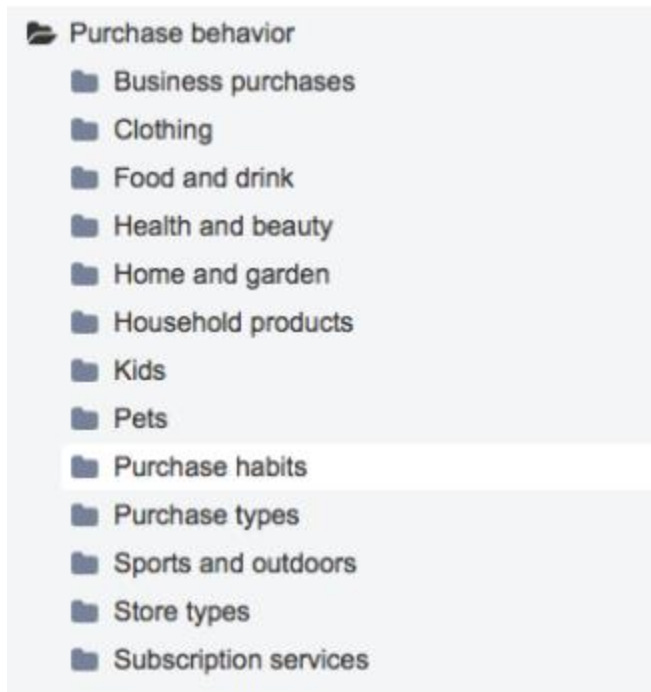 Purchase behavior
Business purchases
Clothing
Food and drink
Health and beauty
Home and garden
Household products
Kids
Pets
Purchase habits
Purchase types
Sports and outdoors
Store types
Subscription services